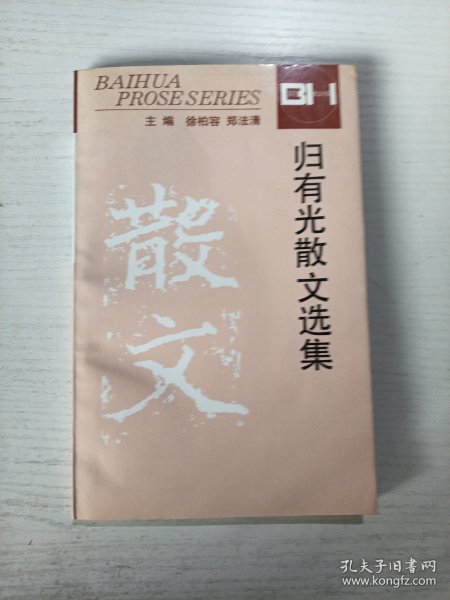 BAIHUA
PROSE SERIES
BH
主编 徐柏容 郑法清
归有光散文选集
散文
孔夫子旧书网
www.kongfz.com